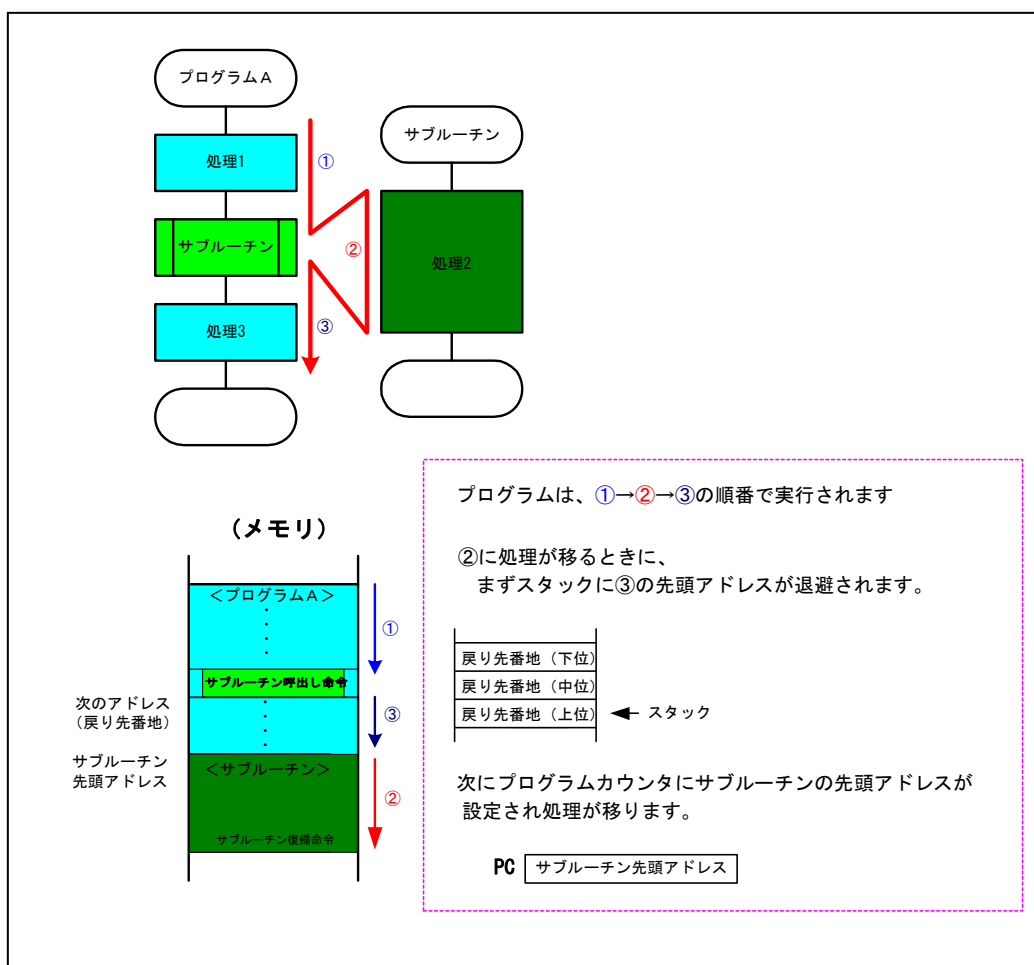 プログラムA
処理1
①
サブルーチン
②
処理3
③
サブルーチン
処理2
(メモリ)
<プログラムA>
①
サブルーチン呼出し命令
次のアドレス
(戻り先番地)
③
サブルーチン
先頭アドレス
<サブルーチン>
②
サブルーチン復帰命令
プログラムは、①→②→③の順番で実行されます
②に処理が移るときに、
まずスタックに③の先頭アドレスが退避されます。
戻り先番地(下位)
戻り先番地(中位)
戻り先番地(上位)
スタック
次にプログラムカウンタにサブルーチンの先頭アドレスが
設定され処理が移ります。
PC サブルーチン先頭アドレス